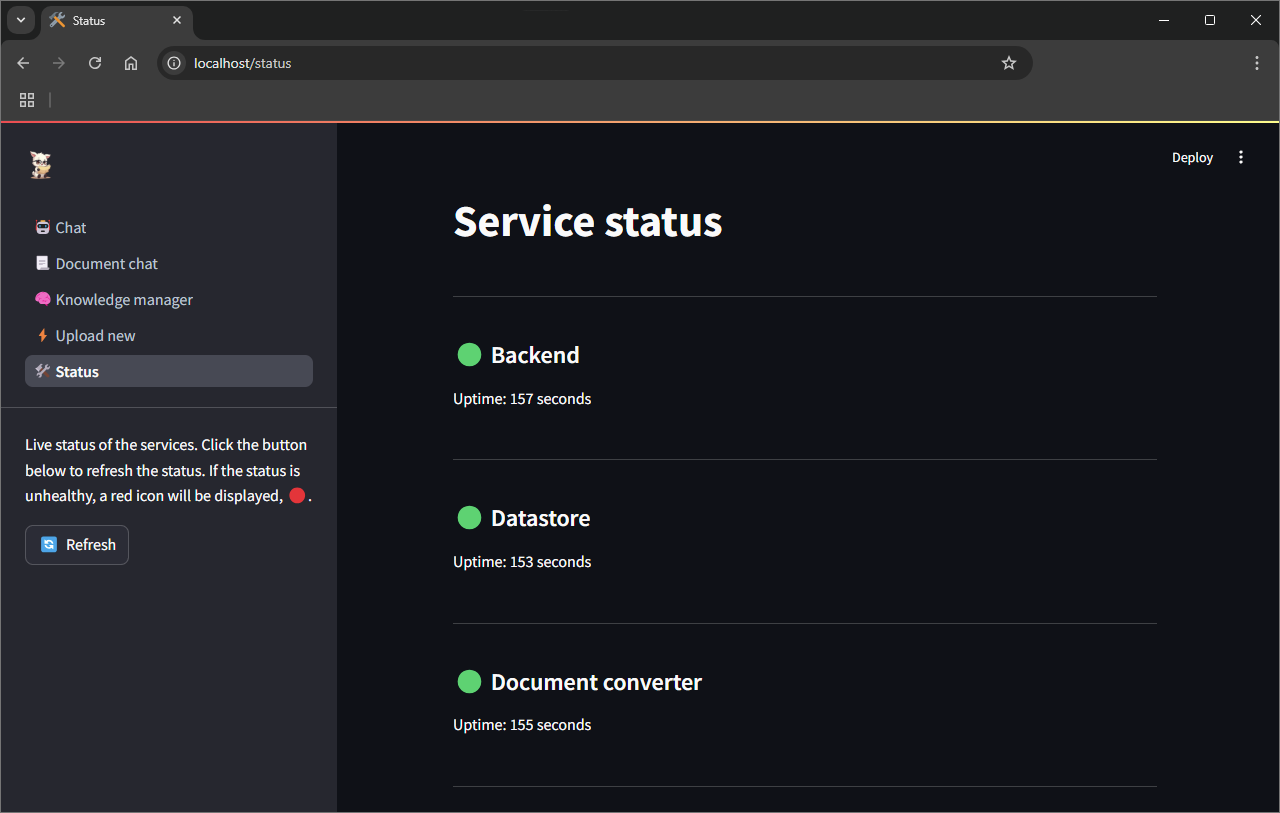 Status
localhost/status
Deploy
Chat
Document chat
Knowledge manager
Upload new
Status
Live status of the services. Click the button
below to refresh the status. If the status is
unhealthy, a red icon will be displayed, 🔴.
Refresh
Service status
Backend
Uptime: 157 seconds
Datastore
Uptime: 153 seconds
Document converter
Uptime: 155 seconds